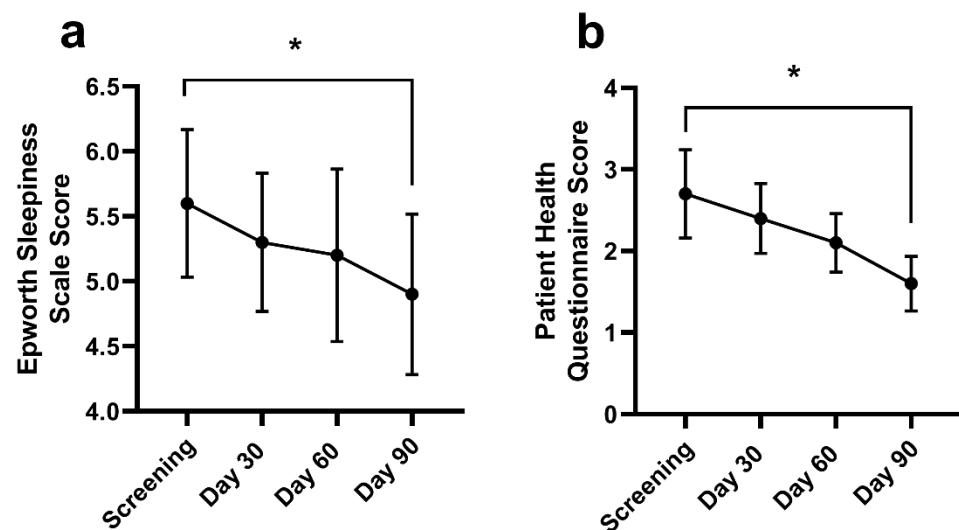 a
*
Epworth Sleepiness
Scale Score
6.5
6.0
5.5
5.0
4.5
4.0
Screening
Day 30
Day 60
Day 90
b
*
Patient Health
Questionnaire Score
4
3
2
1
0
Screening
Day 30
Day 60
Day 90